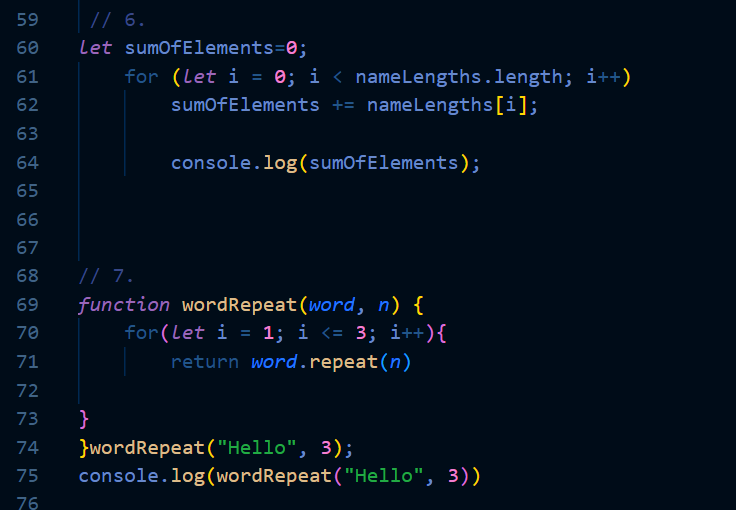 59 // 6.
60 let sumOfElements=0;
61 for (let i = 0; i < nameLengths.length; i++)
62 sumOfElements += nameLengths[i];
63
64 console.log(sumOfElements);
65
66
67
68 // 7.
69 function wordRepeat(word, n) {
70 for(let i = 1; i <= 3; i++){
71 return word.repeat(n)
72
73 }
74 }wordRepeat("Hello", 3);
75 console.log(wordRepeat("Hello", 3))
76